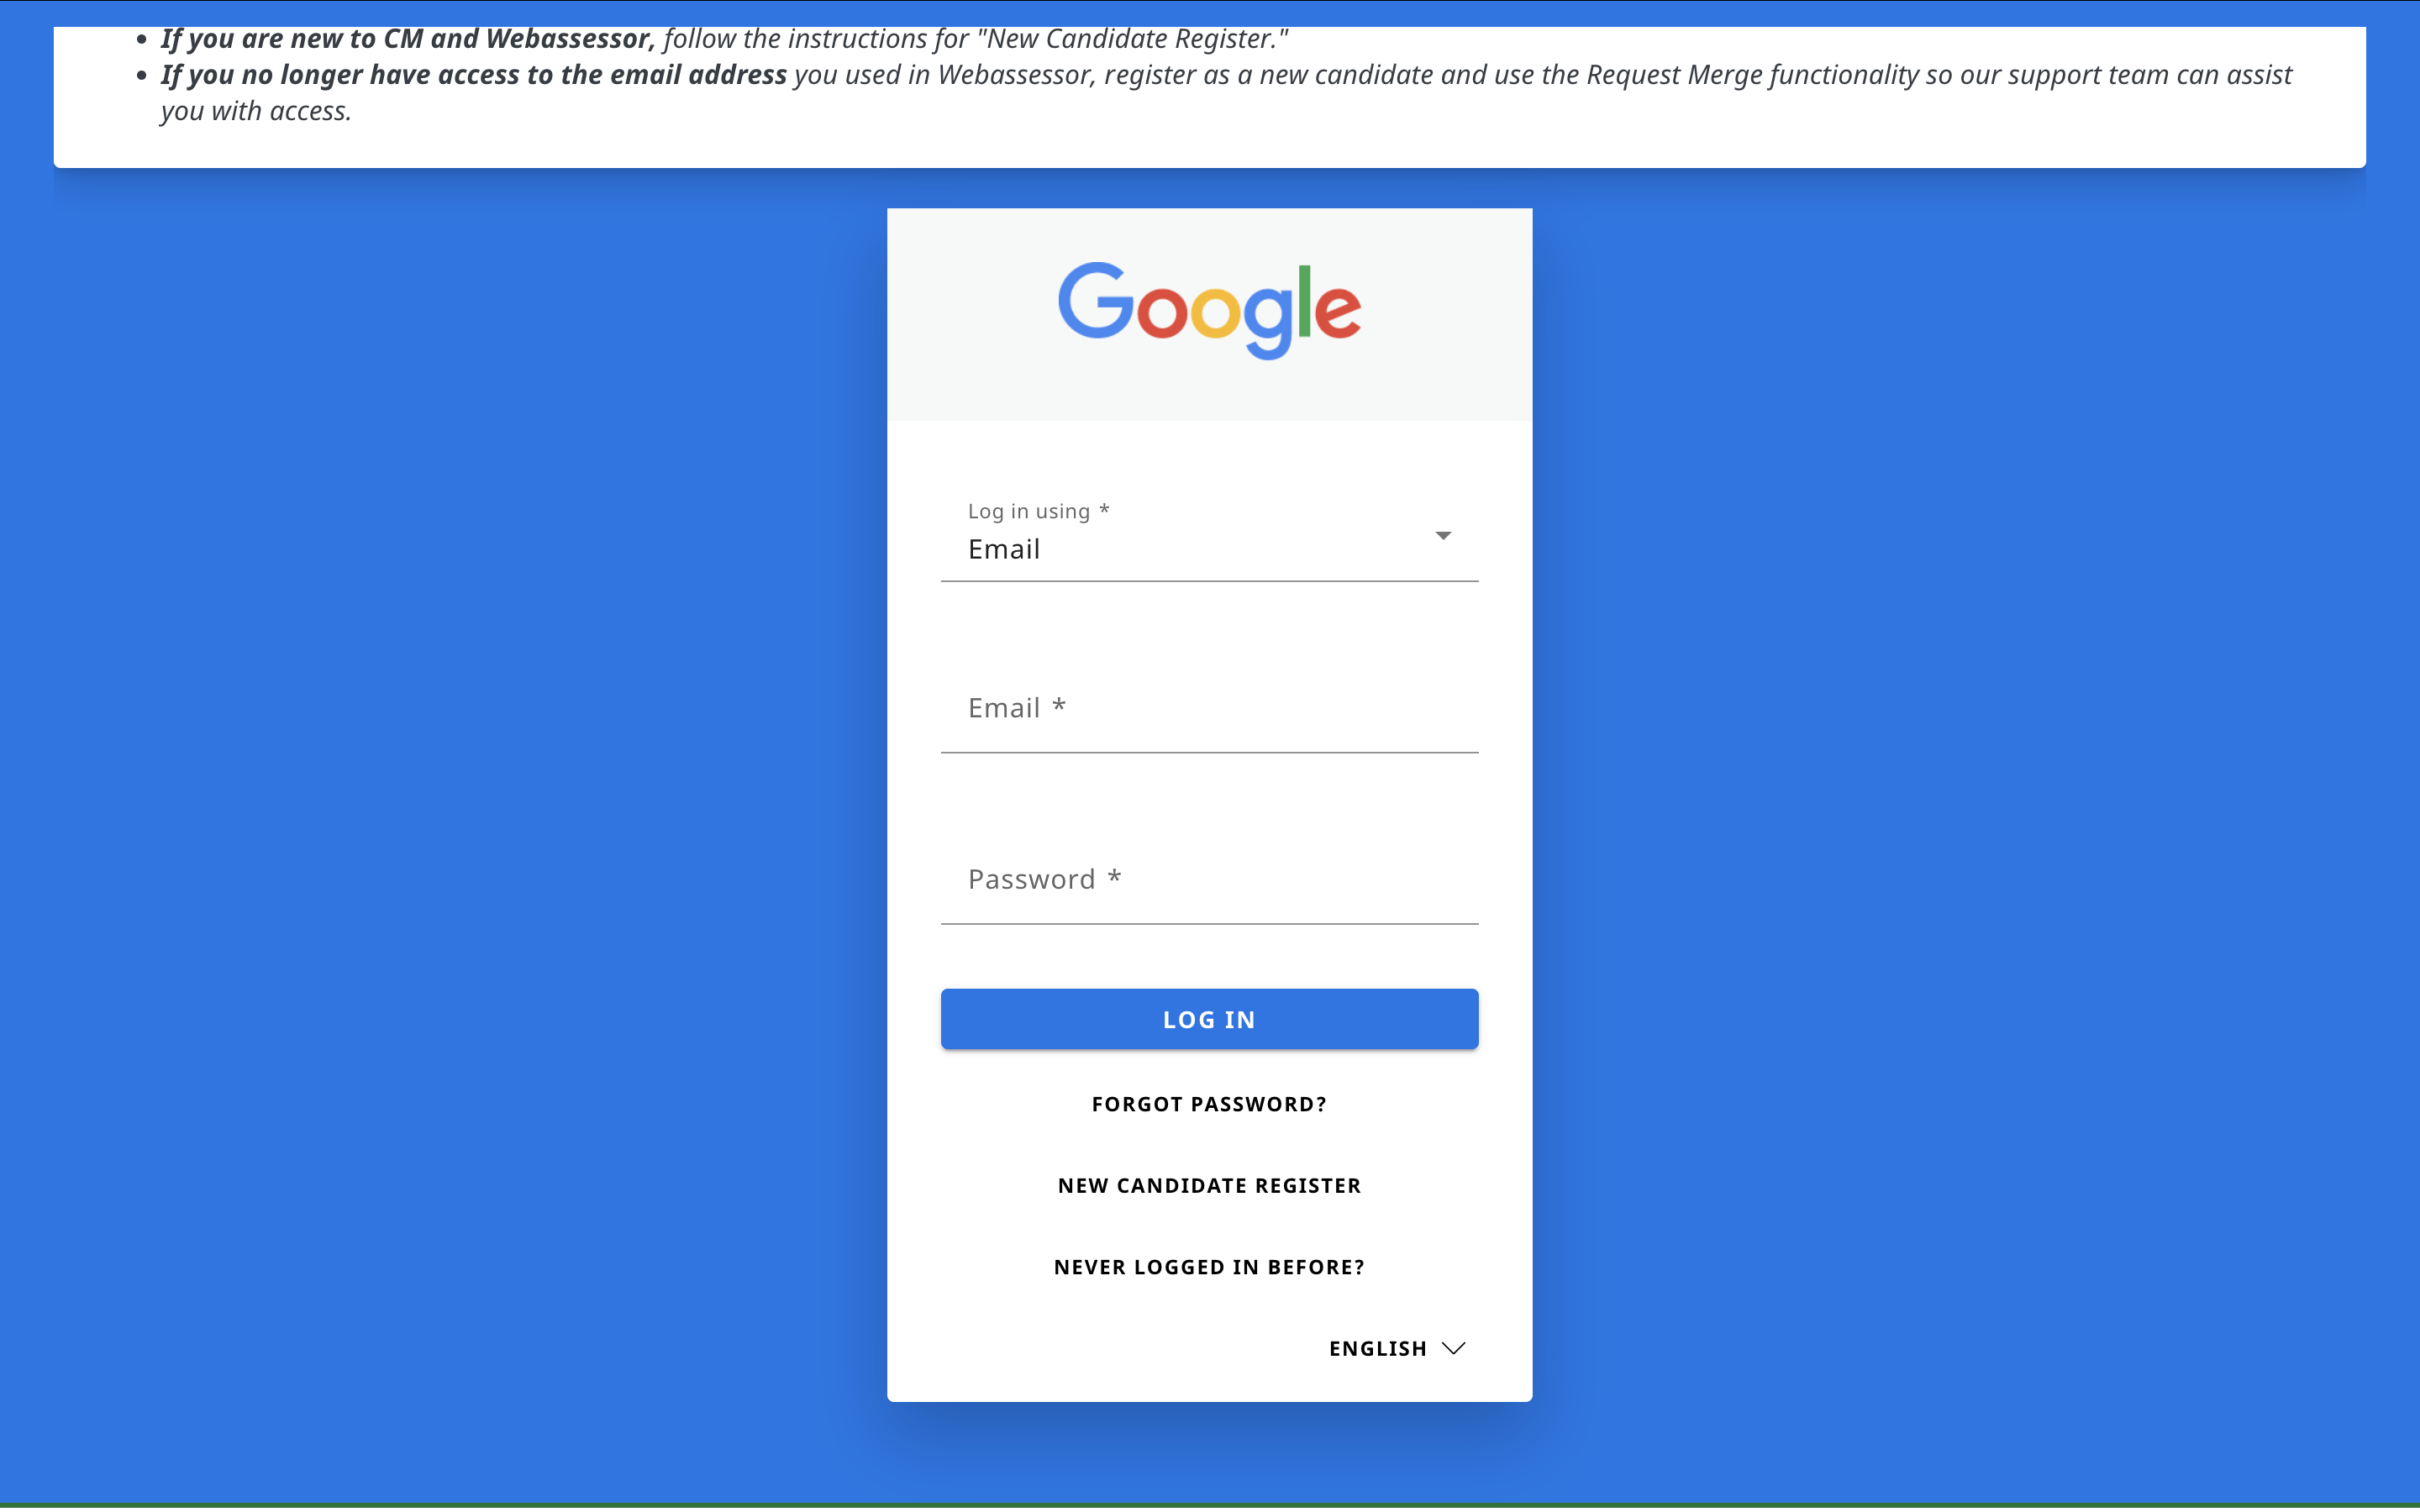 • If you are new to CM and Webassessor, follow the instructions for "New Candidate Register."
• If you no longer have access to the email address you used in Webassessor, register as a new candidate and use the Request Merge functionality so our support team can assist
you with access.
Google
Log in using *
Email
Email *
Password *
LOG IN
FORGOT PASSWORD?
NEW CANDIDATE REGISTER
NEVER LOGGED IN BEFORE?
ENGLISH